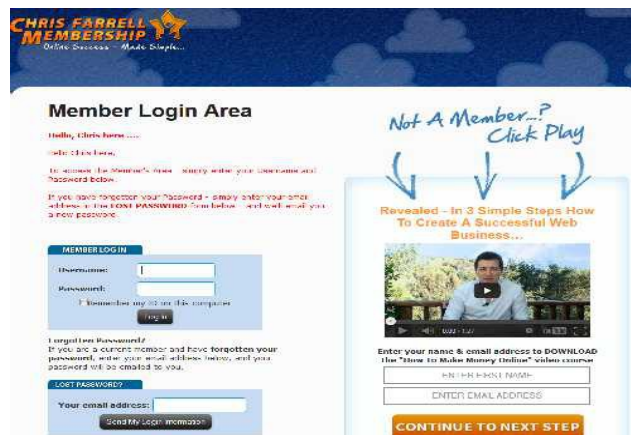 CHRIS FARRELL
MEMBERSHIP
Online Success - Made Simple...
Member Login Area
Hello, Chris here ....
Hello Chris here,
To access the Member's Area - simply enter your Username and
Password below.
If you have forgotten your Password - simply enter your email
address in the LOST PASSWORD form below - and we'll email you
a new password.
MEMBER LOG IN
Username:
Password:
Remember my ID on this computer
Log In
Forgotten Password?
If you are a current member and have forgotten your
password, enter your email address below, and your
password will be emailed to you.
LOST PASSWORD?
Your email address:
Send My Login Information
Not A Member...?
Click Play
Revealed - In 3 Simple Steps How
To Create A Successful Web
Business...
Enter your name & email address to DOWNLOAD
the "How to Make Money Online" video course
ENTER FIRST NAME
ENTER EMAIL ADDRESS
CONTINUE TO NEXT STEP